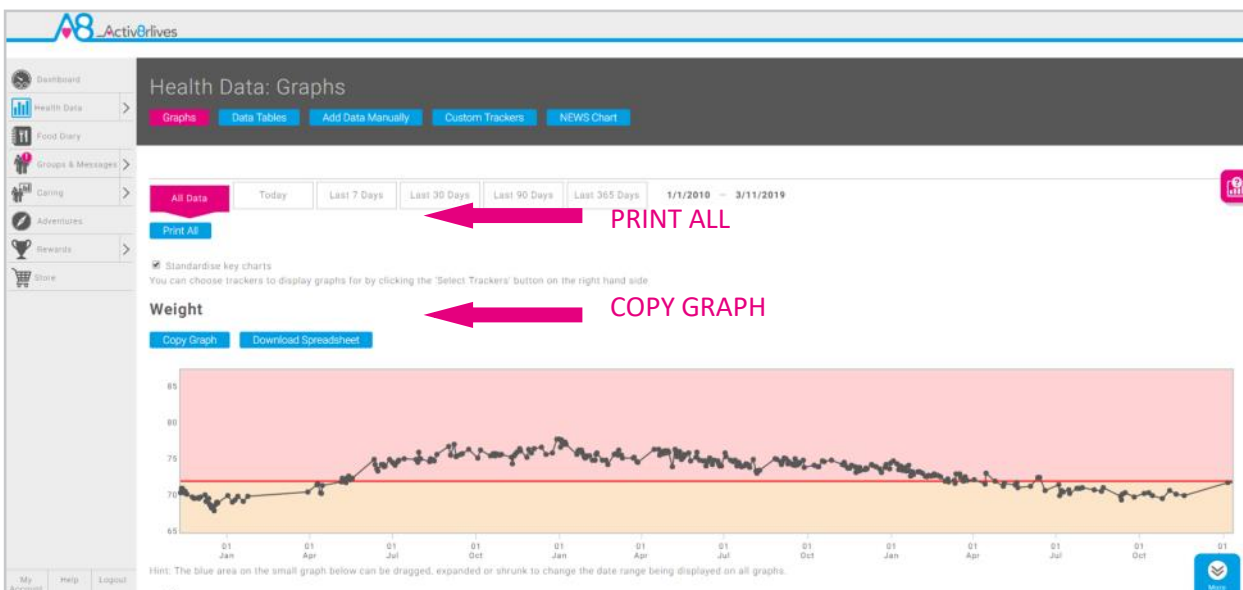 A8 Activ8rlives
Dashboard
Health Data
Food Diary
Groups & Messages
Caring
Adventures
Rewards
Store
My Account Help Logout
Health Data: Graphs
Graphs Data Tables Add Data Manually Custom Trackers NEWS Chart
All Data Today Last 7 Days Last 30 Days Last 90 Days Last 365 Days 1/1/2010 – 3/11/2019
PRINT ALL
Print All
Standardise key charts
You can choose trackers to display graphs for by clicking the 'Select Trackers' button on the right hand side
Weight
COPY GRAPH
Copy Graph Download Spreadsheet
85
80
75
70
65
01 01 01 01 01 01 01 01 01 01 01 01 01
Jan Apr Jul Oct Jan Apr Jul Oct Jan Apr Jul Oct
Hint: The blue area on the small graph below can be dragged, expanded or shrunk to change the date range being displayed on all graphs.
More